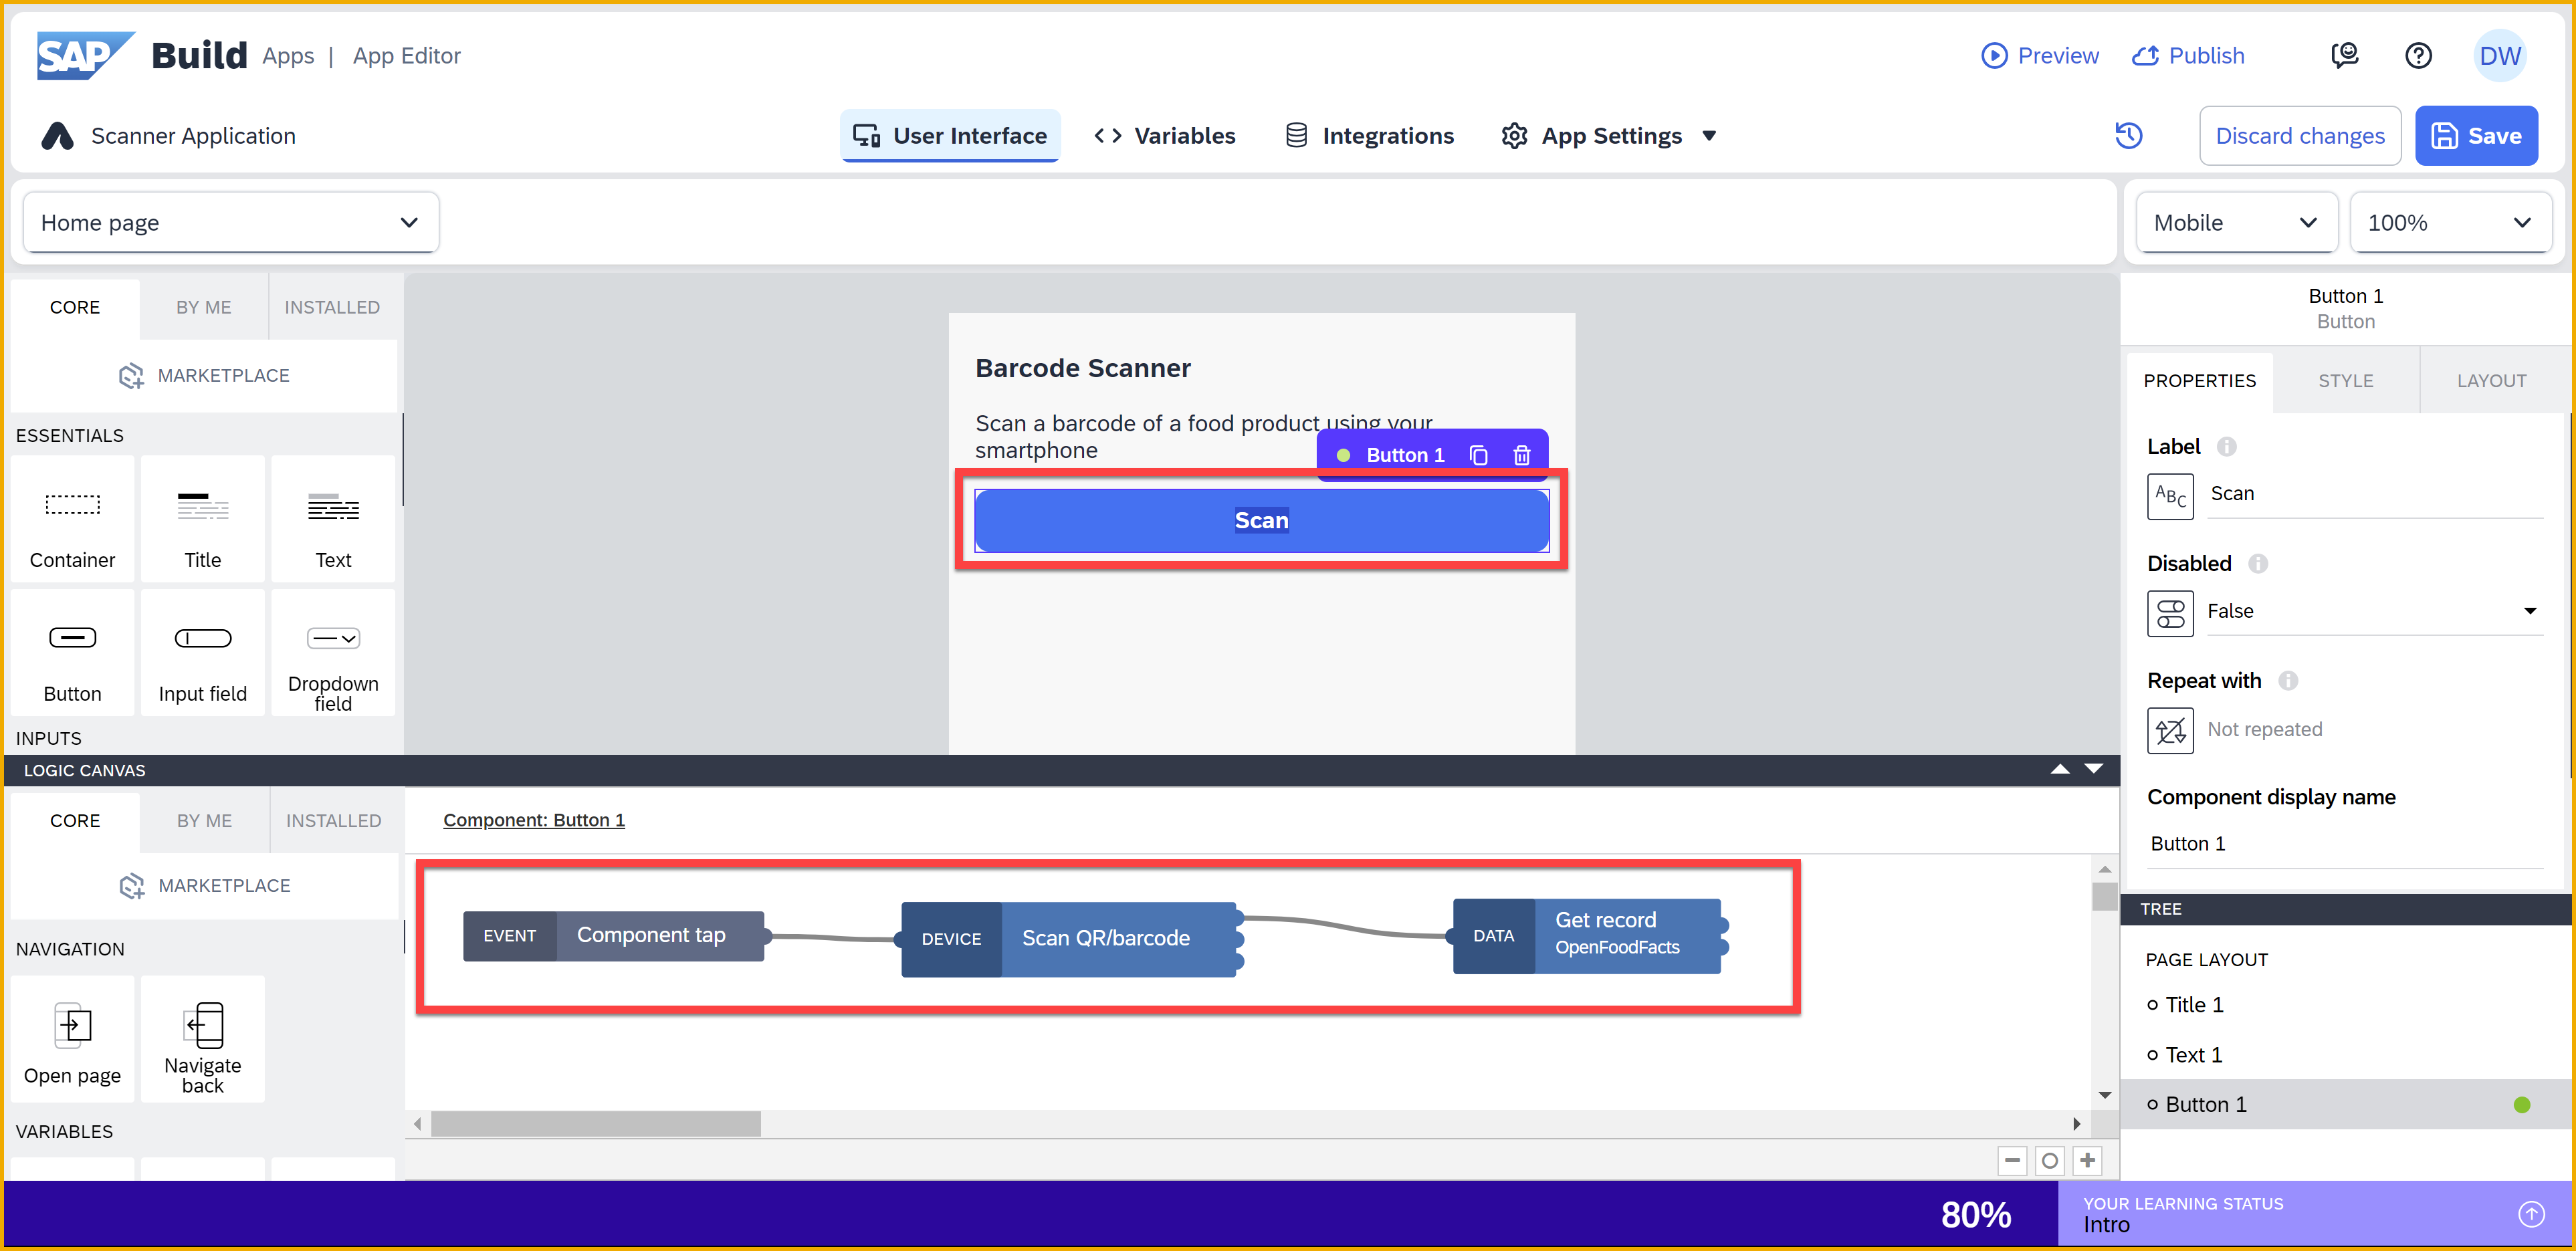 SAP Build Apps | App Editor
Preview
Publish
DW
Scanner Application
User Interface
Variables
Integrations
App Settings
Discard changes
Save
Home page
Mobile
100%
CORE
BY ME
INSTALLED
MARKETPLACE
ESSENTIALS
Container
Title
Text
Button
Input field
Dropdown
field
INPUTS
Barcode Scanner
Scan a barcode of a food product using your
smartphone
Button 1
Scan
Button 1
Button
PROPERTIES
STYLE
LAYOUT
Label
ABC
Scan
Disabled
False
Repeat with
Not repeated
Component display name
Button 1
LOGIC CANVAS
CORE
BY ME
INSTALLED
MARKETPLACE
NAVIGATION
Open page
Navigate
back
VARIABLES
Component: Button 1
EVENT
Component tap
DEVICE
Scan QR/barcode
DATA
Get record
OpenFoodFacts
TREE
PAGE LAYOUT
Title 1
Text 1
Button 1
80%
YOUR LEARNING STATUS
Intro